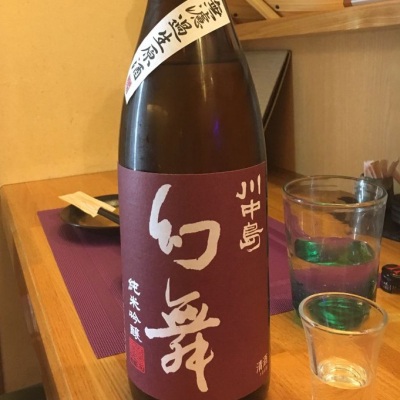 無濾過生原酒
川中島
幻舞
純米吟醸
清酒